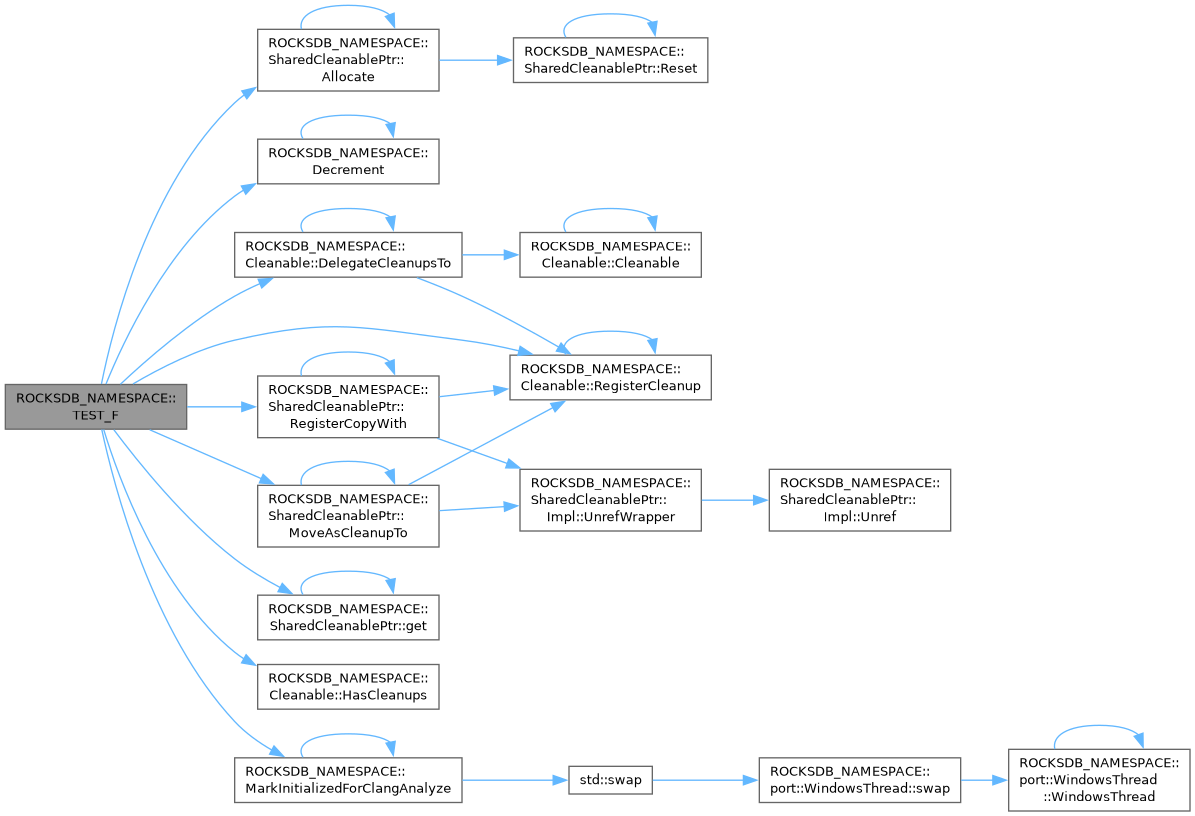 ROCKSDB_NAMESPACE::
SharedCleanablePtr::
Allocate
ROCKSDB_NAMESPACE::
SharedCleanablePtr::Reset
ROCKSDB_NAMESPACE::
Decrement
ROCKSDB_NAMESPACE::
Cleanable::DelegateCleanupsTo
ROCKSDB_NAMESPACE::
Cleanable::Cleanable
ROCKSDB_NAMESPACE::
Cleanable::RegisterCleanup
ROCKSDB_NAMESPACE::
TEST_F
ROCKSDB_NAMESPACE::
SharedCleanablePtr::
RegisterCopyWith
ROCKSDB_NAMESPACE::
SharedCleanablePtr::
MoveAsCleanupTo
ROCKSDB_NAMESPACE::
SharedCleanablePtr::
Impl::UnrefWrapper
ROCKSDB_NAMESPACE::
SharedCleanablePtr::
Impl::Unref
ROCKSDB_NAMESPACE::
SharedCleanablePtr::get
ROCKSDB_NAMESPACE::
Cleanable::HasCleanups
ROCKSDB_NAMESPACE::
MarkInitializedForClangAnalyze
std::swap
ROCKSDB_NAMESPACE::
port::WindowsThread::swap
ROCKSDB_NAMESPACE::
port::WindowsThread
::WindowsThread